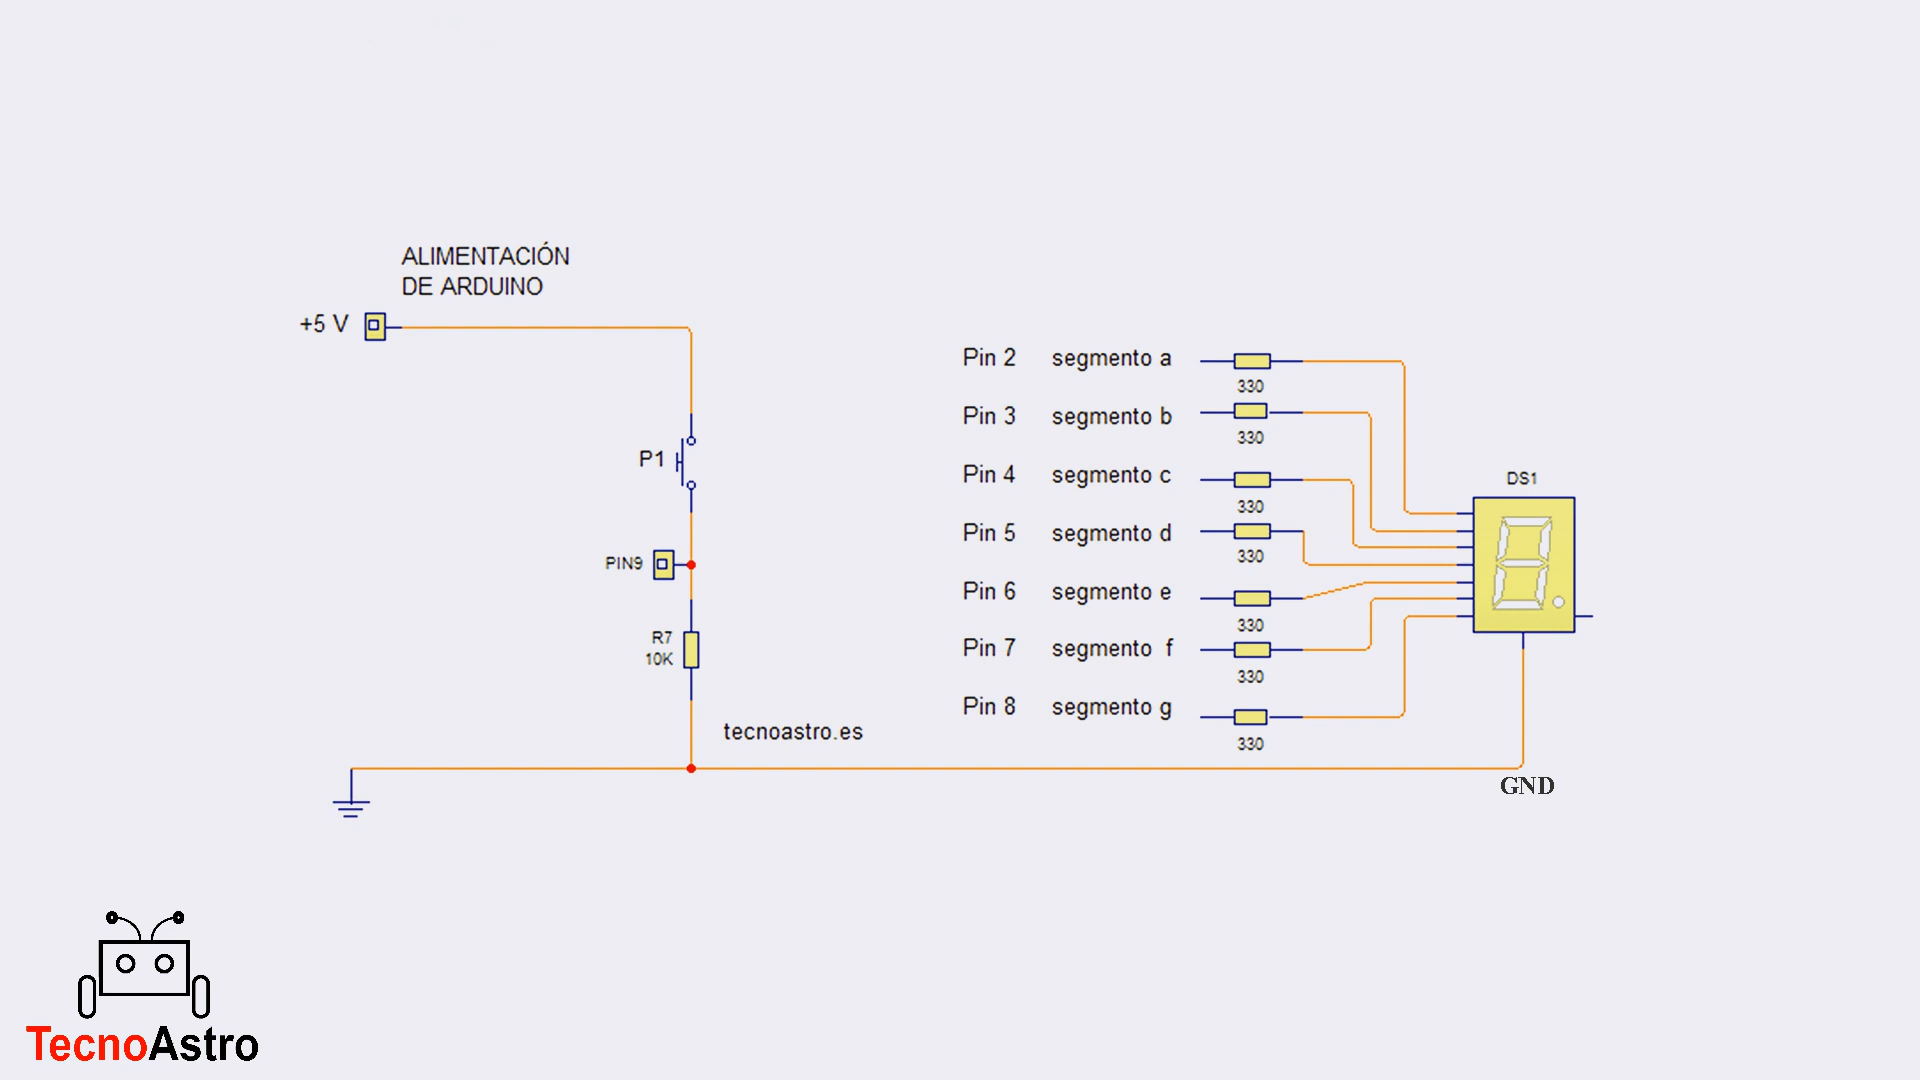 ALIMENTACIÓN
DE ARDUINO
+5 V
P1
PIN9
R7
10K
tecnoastro.es
Pin 2 segmento a
330
Pin 3 segmento b
330
Pin 4 segmento c
330
Pin 5 segmento d
330
Pin 6 segmento e
330
Pin 7 segmento f
330
Pin 8 segmento g
330
DS1
GND
TecnoAstro